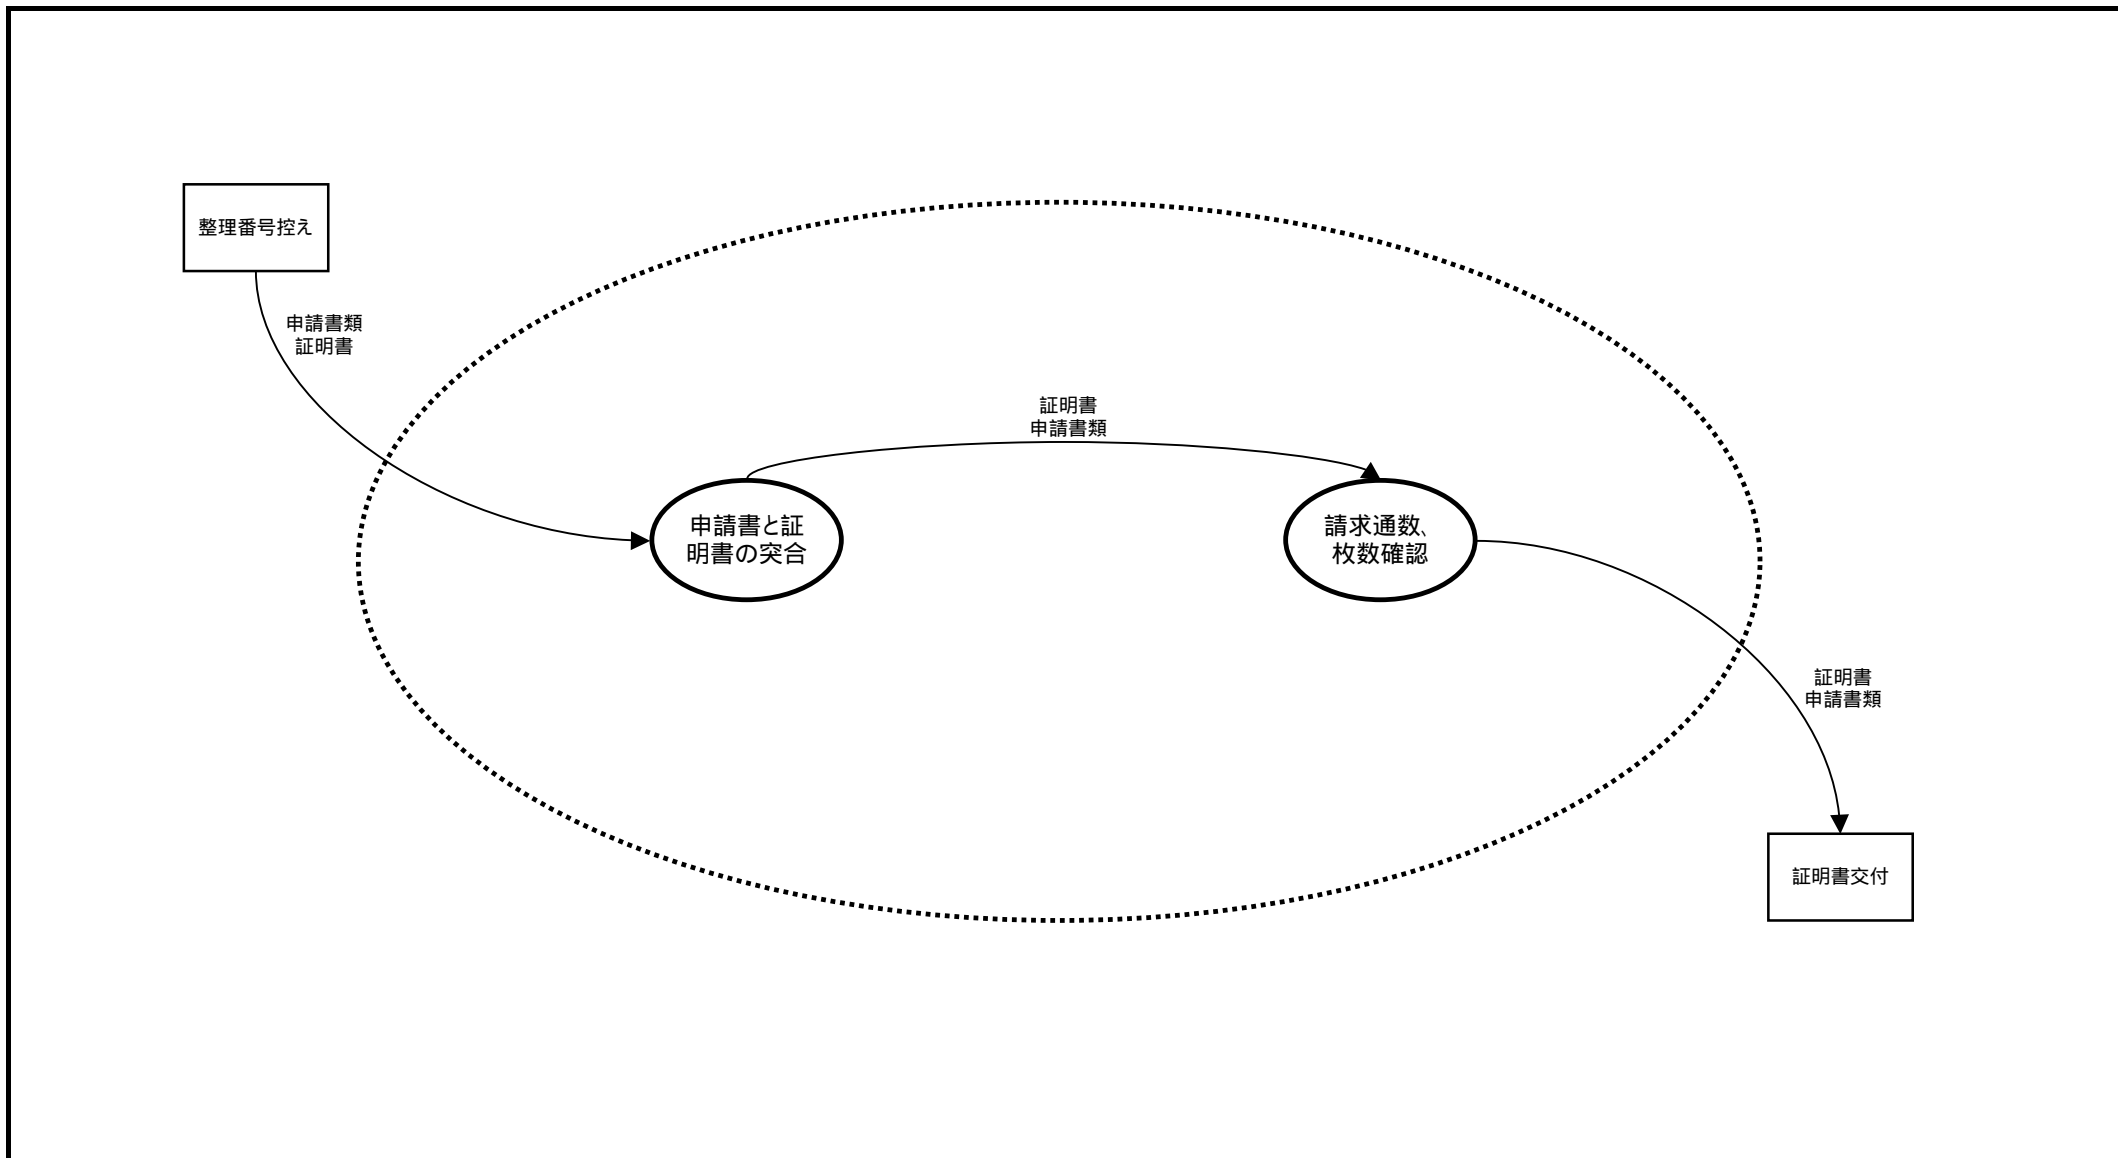 整理番号控え
申請書類
証明書
証明書
申請書類
申請書と証
明書の突合
請求通数、
枚数確認
証明書
申請書類
証明書交付